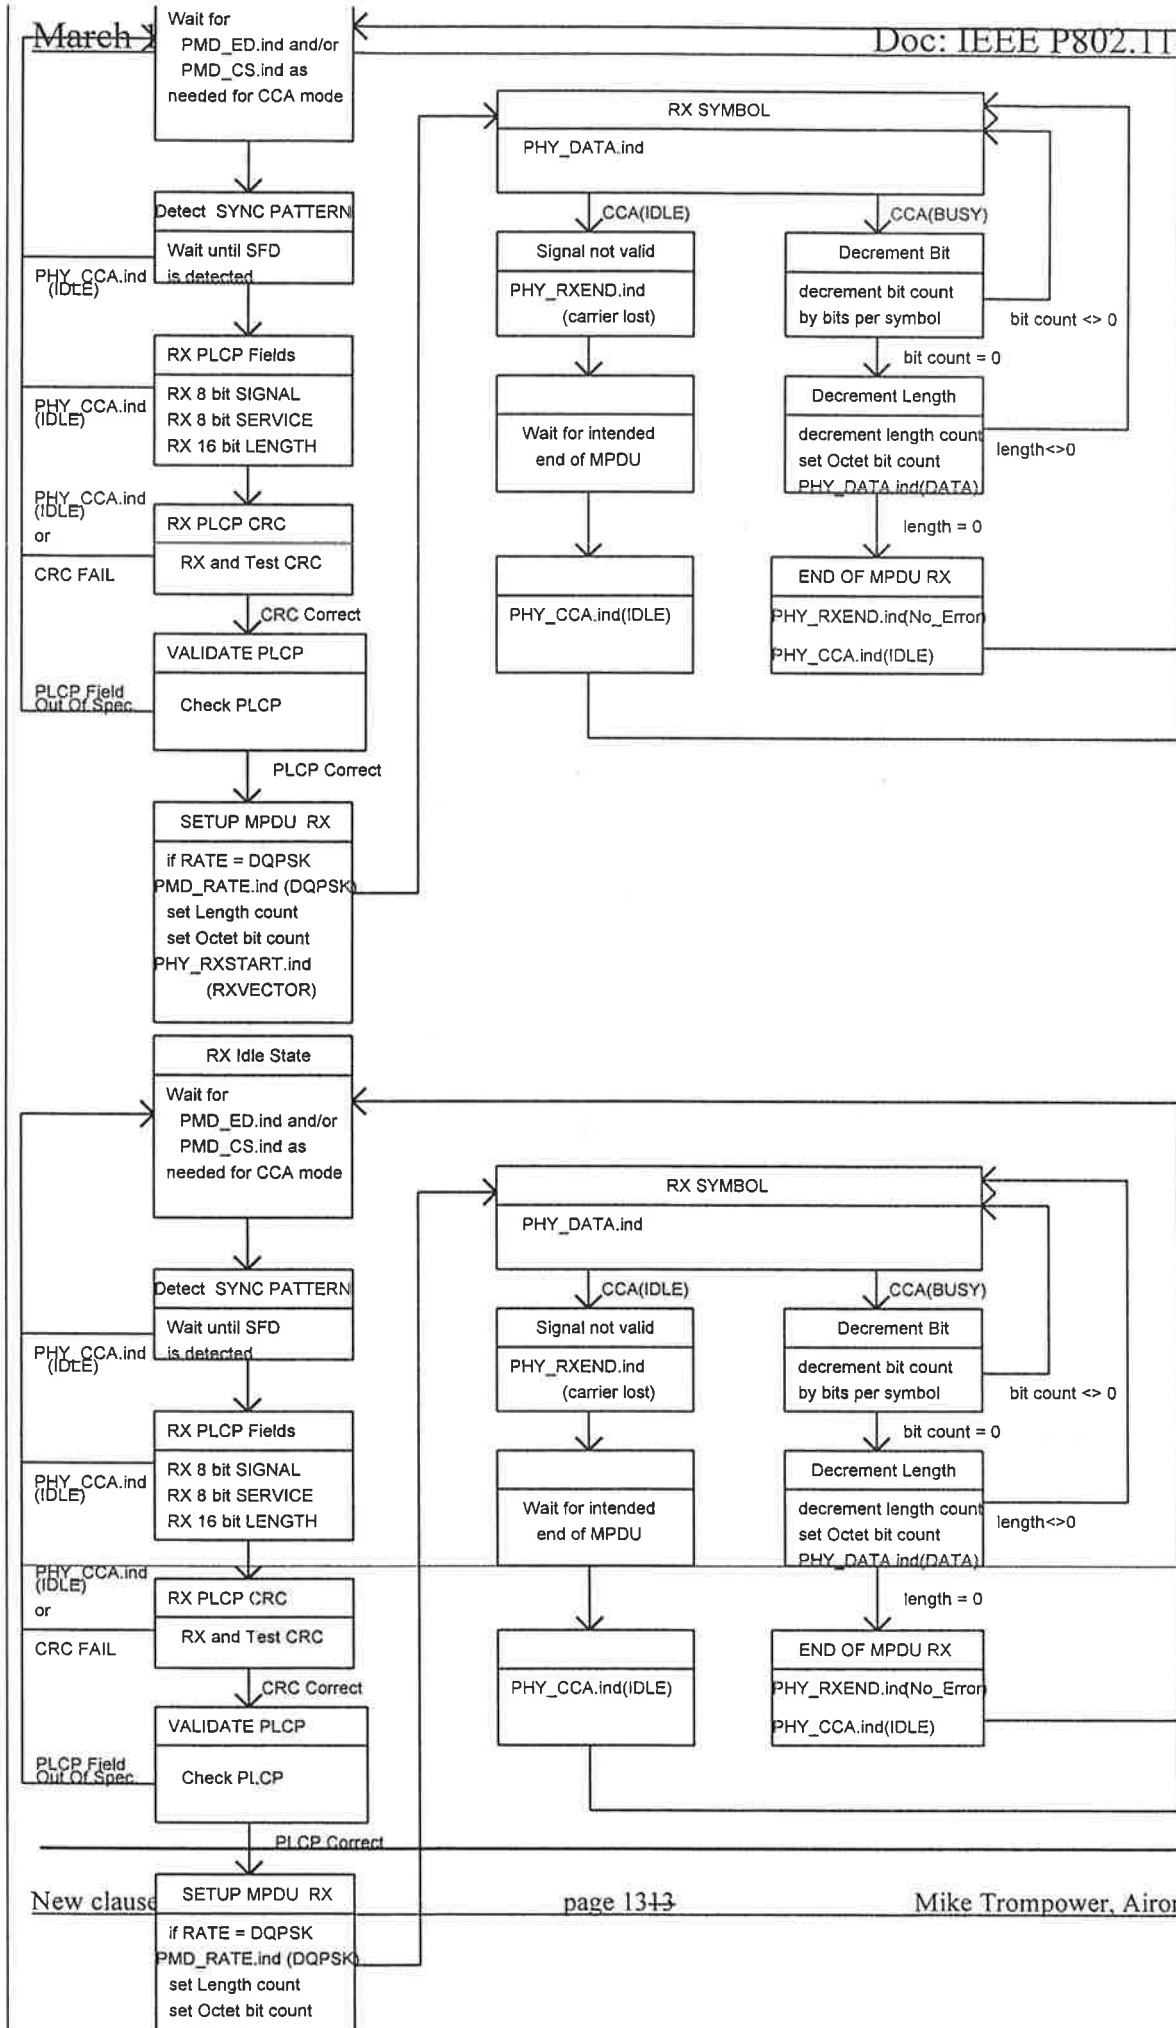 March
Doc: IEEE P802.11
Wait for
PMD_ED.ind and/or
PMD_CS.ind as
needed for CCA mode
Detect SYNC PATTERN
Wait until SFD
is detected
PHY_CCA.ind
(IDLE)
RX PLCP Fields
RX 8 bit SIGNAL
RX 8 bit SERVICE
RX 16 bit LENGTH
PHY_CCA.ind
(IDLE)
PHY_CCA.ind
(IDLE)
or
CRC FAIL
RX PLCP CRC
RX and Test CRC
CRC Correct
VALIDATE PLCP
Check PLCP
PLCP Field
Out Of Spec.
PLCP Correct
SETUP MPDU RX
if RATE = DQPSK
PMD_RATE.ind (DQPSK)
set Length count
set Octet bit count
PHY_RXSTART.ind
(RXVECTOR)
RX SYMBOL
PHY_DATA.ind
CCA(IDLE)
CCA(BUSY)
Signal not valid
PHY_RXEND.ind
(carrier lost)
Decrement Bit
decrement bit count
by bits per symbol
bit count <> 0
bit count = 0
Wait for intended
end of MPDU
Decrement Length
decrement length count
set Octet bit count
PHY_DATA.ind(DATA)
length<>0
length = 0
PHY_CCA.ind(IDLE)
END OF MPDU RX
PHY_RXEND.ind(No_Error)
PHY_CCA.ind(IDLE)
RX Idle State
Wait for
PMD_ED.ind and/or
PMD_CS.ind as
needed for CCA mode
Detect SYNC PATTERN
Wait until SFD
is detected
PHY_CCA.ind
(IDLE)
RX PLCP Fields
RX 8 bit SIGNAL
RX 8 bit SERVICE
RX 16 bit LENGTH
PHY_CCA.ind
(IDLE)
PHY_CCA.ind
(IDLE)
or
CRC FAIL
RX PLCP CRC
RX and Test CRC
CRC Correct
VALIDATE PLCP
Check PLCP
PLCP Field
Out Of Spec.
PLCP Correct
SETUP MPDU RX
if RATE = DQPSK
PMD_RATE.ind (DQPSK)
set Length count
set Octet bit count
RX SYMBOL
PHY_DATA.ind
CCA(IDLE)
CCA(BUSY)
Signal not valid
PHY_RXEND.ind
(carrier lost)
Decrement Bit
decrement bit count
by bits per symbol
bit count <> 0
bit count = 0
Wait for intended
end of MPDU
Decrement Length
decrement length count
set Octet bit count
PHY_DATA.ind(DATA)
length<>0
length = 0
PHY_CCA.ind(IDLE)
END OF MPDU RX
PHY_RXEND.ind(No_Error)
PHY_CCA.ind(IDLE)
New clause
page 1313
Mike Trompower,